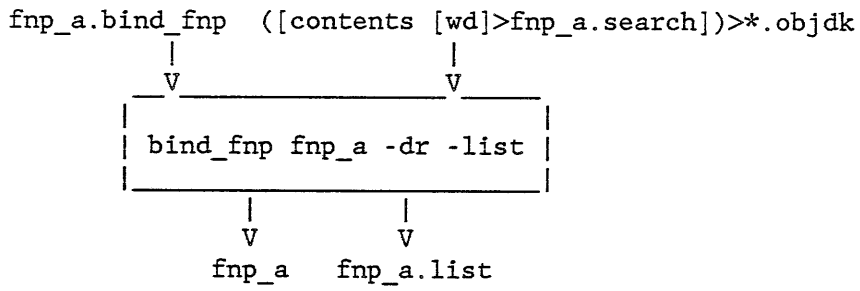 fnp_a.bind_fnp ([contents [wd]>fnp_a.search])>*.objdk
| |
V V
bind_fnp fnp_a -dr -list
| |
V V
fnp_a fnp_a.list